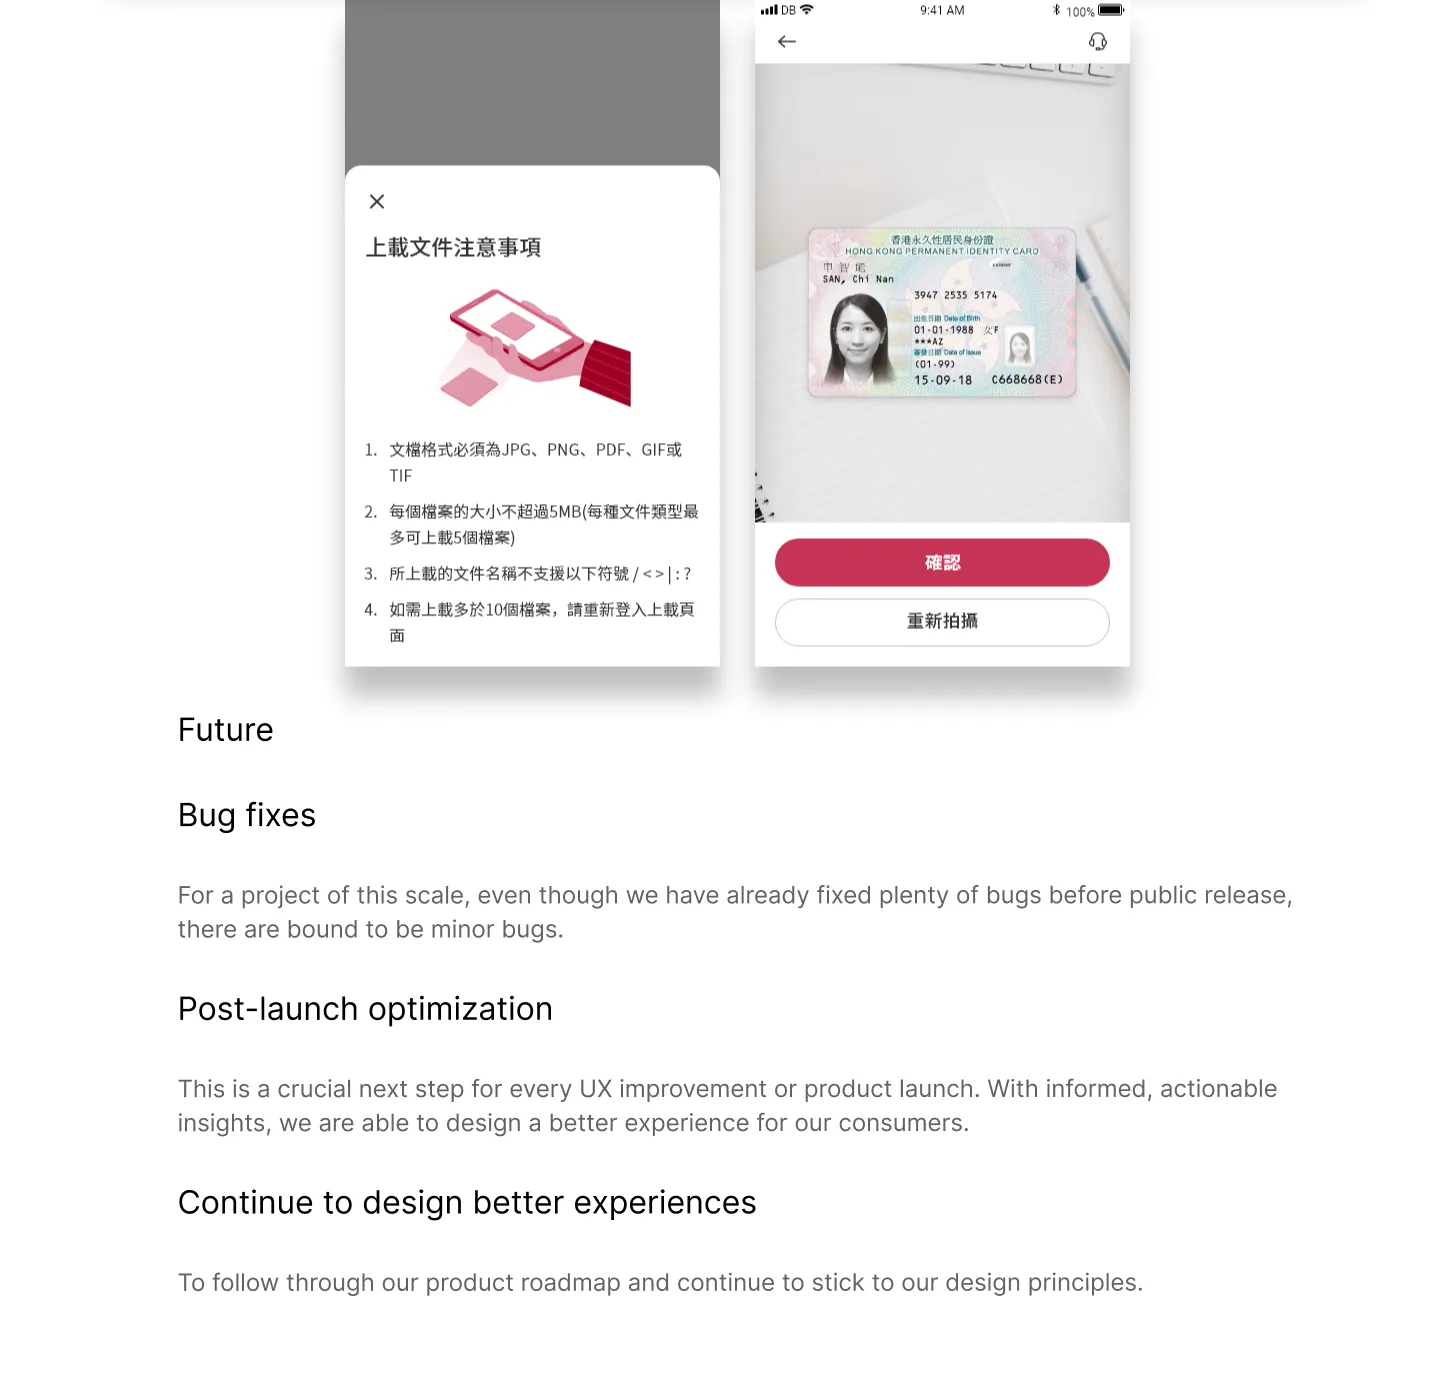 DB 9:41 AM 100%
上載文件注意事項
1. 文檔格式必須為JPG、PNG、PDF、GIF或
TIF
2. 每個檔案的大小不超過5MB(每種文件類型最
多可上載5個檔案)
3. 所上載的文件名稱不支援以下符號 / < > | : ?
4. 如需上載多於10個檔案，請重新登入上載頁
面
香港永久性居民身份證
HONG KONG PERMANENT IDENTITY CARD
SAN, Chi Nan
3947 2535 5174
出生日期 Date of Birth
01-01-1988 女F
***AZ
簽發日期 Date of Issue
(01-99)
15-09-18 C668668(E)
確認
重新拍攝
Future
Bug fixes
For a project of this scale, even though we have already fixed plenty of bugs before public release,
there are bound to be minor bugs.
Post-launch optimization
This is a crucial next step for every UX improvement or product launch. With informed, actionable
insights, we are able to design a better experience for our consumers.
Continue to design better experiences
To follow through our product roadmap and continue to stick to our design principles.